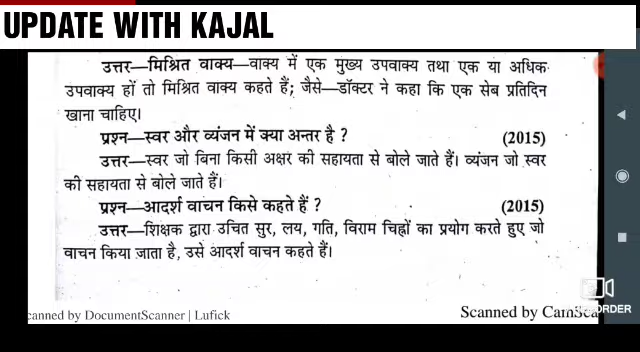 UPDATE WITH KAJAL
उत्तर—मिश्रित वाक्य—वाक्य में एक मुख्य उपवाक्य तथा एक या अधिक
उपवाक्य हों तो मिश्रित वाक्य कहते हैं; जैसे—डॉक्टर ने कहा कि एक सेब प्रतिदिन
खाना चाहिए।
प्रश्न—स्वर और व्यंजन में क्या अन्तर है ? (2015)
उत्तर—स्वर जो बिना किसी अक्षर की सहायता से बोले जाते हैं। व्यंजन जो स्वर
की सहायता से बोले जाते हैं।
प्रश्न—आदर्श वाचन किसे कहते हैं ? (2015)
उत्तर—शिक्षक द्वारा उचित सुर, लय, गति, विराम चिह्नों का प्रयोग करते हुए जो
वाचन किया जाता है, उसे आदर्श वाचन कहते हैं।
canned by DocumentScanner | Lufick
Scanned by CamSca
ORDER